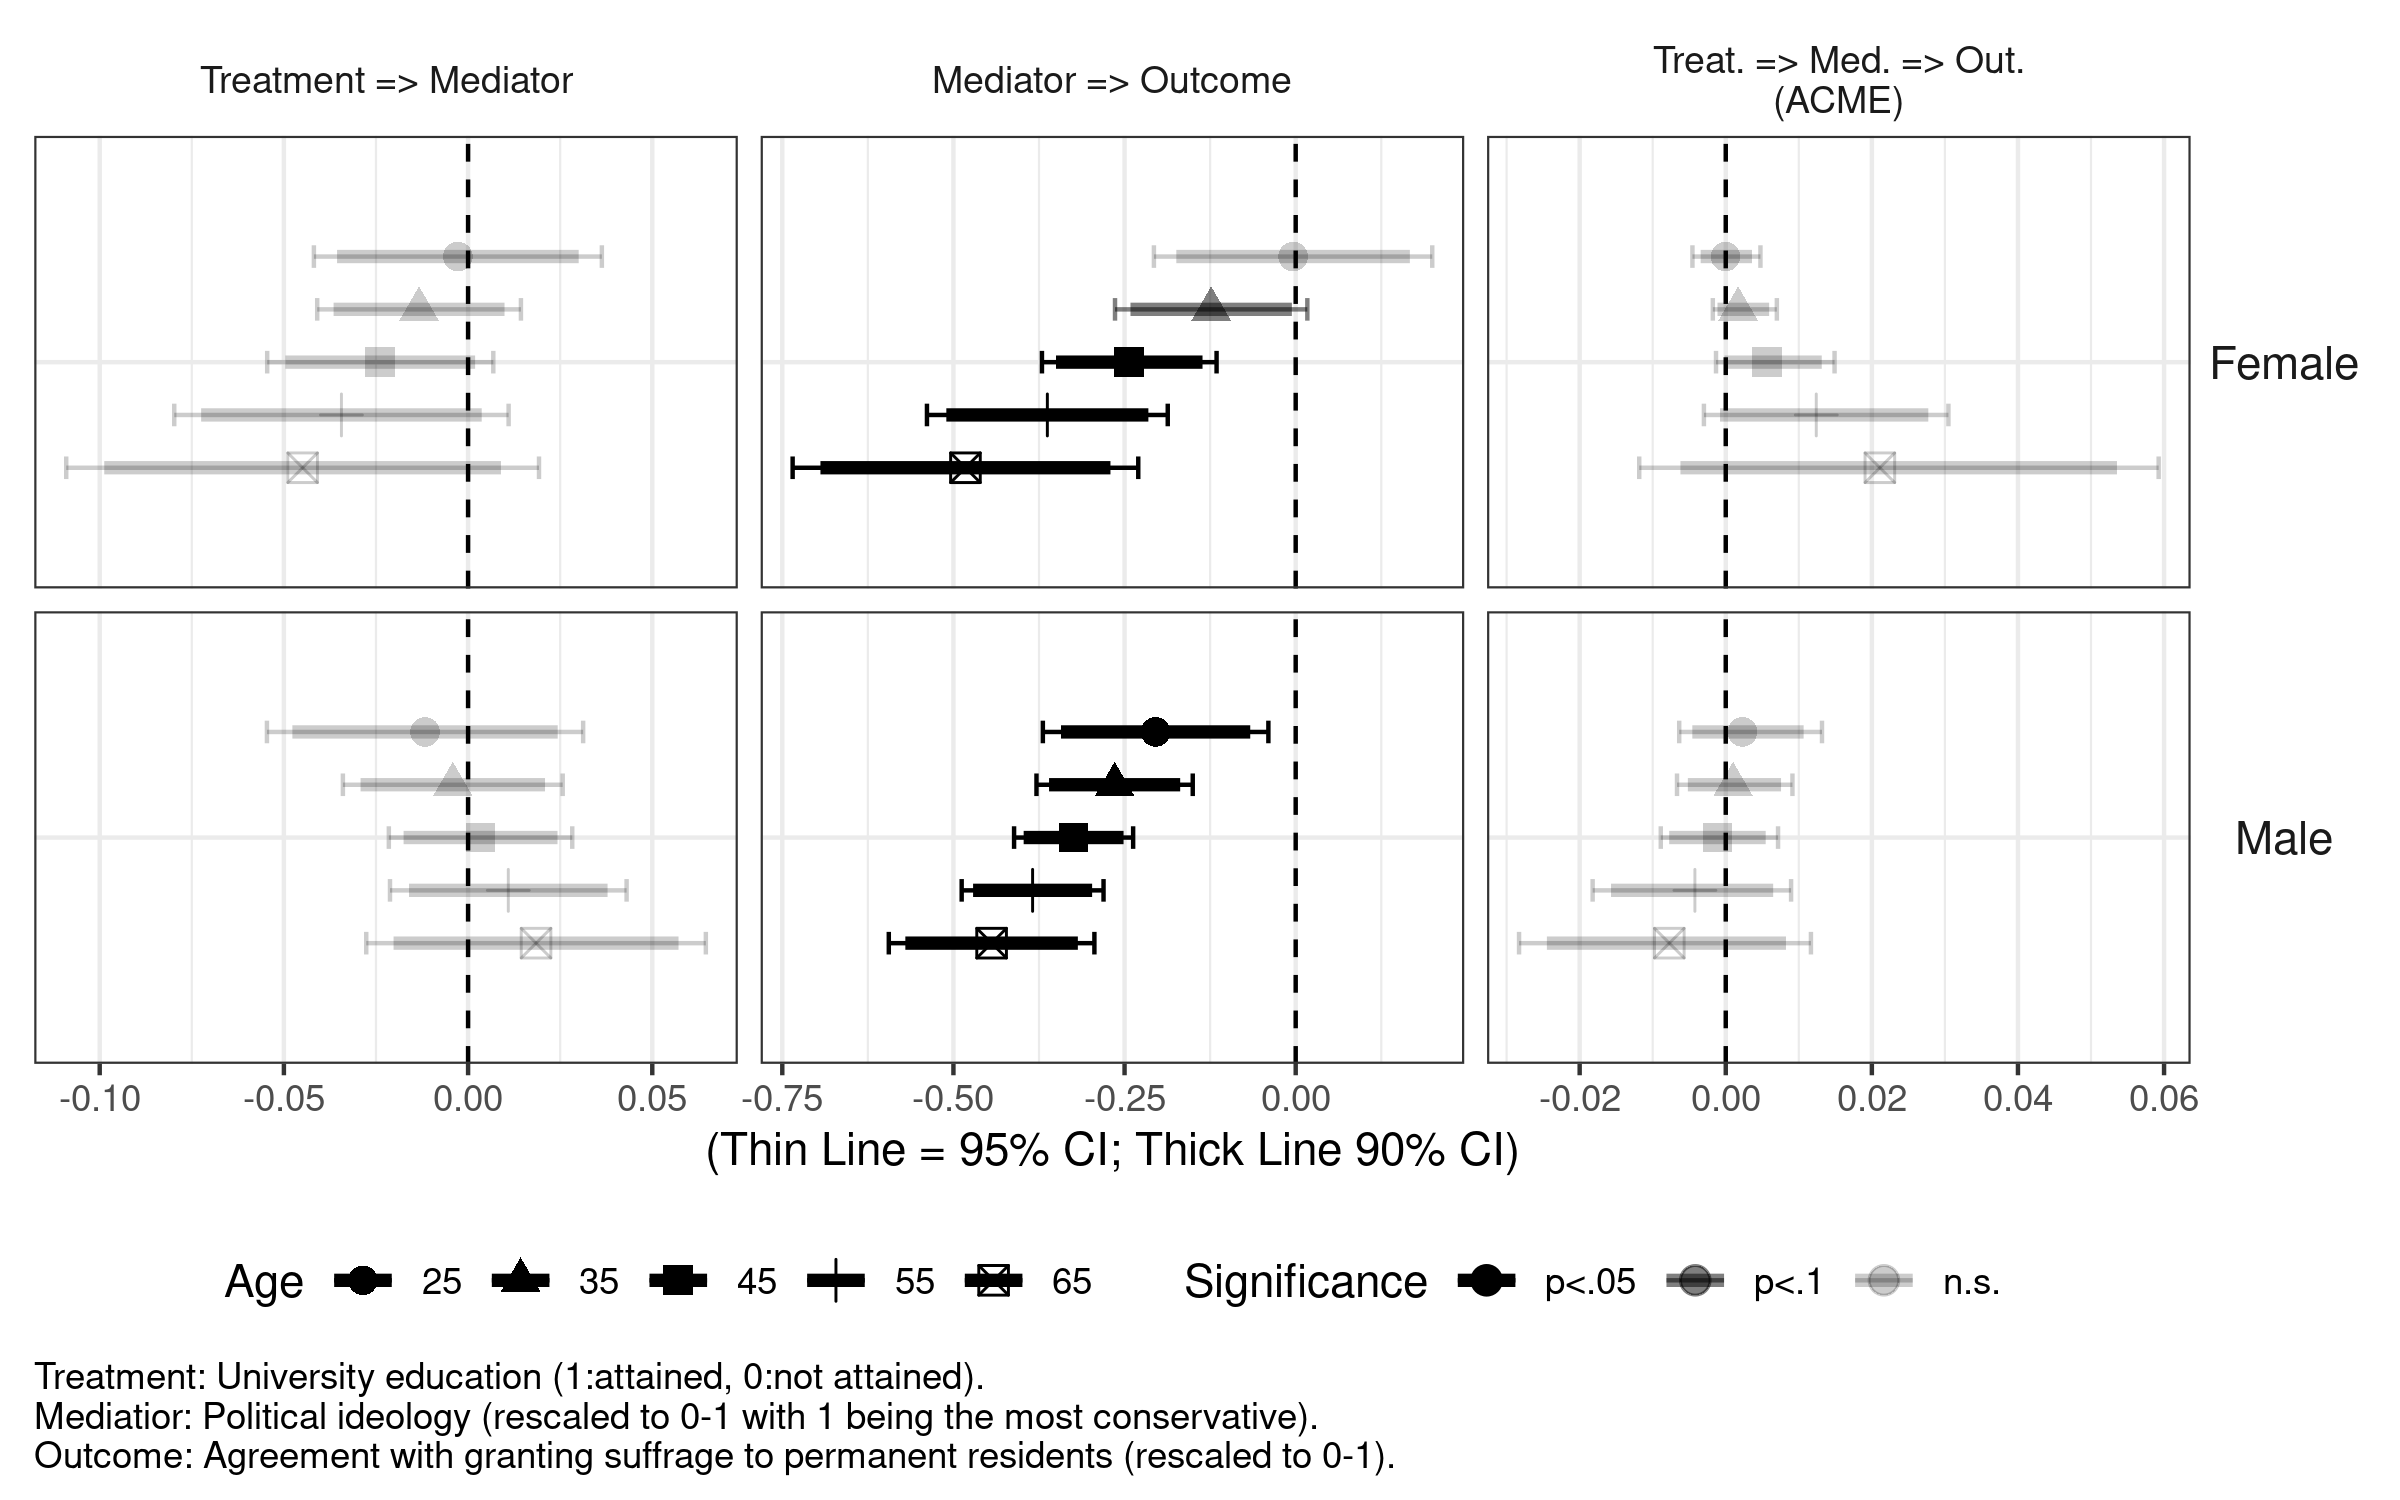 Treatment => Mediator
Mediator => Outcome
Treat. => Med. => Out.
(ACME)
Female
Male
-0.10 -0.05 0.00 0.05
-0.75 -0.50 -0.25 0.00
-0.02 0.00 0.02 0.04 0.06
(Thin Line = 95% CI; Thick Line 90% CI)
Age 25 35 45 55 65
Significance p<.05 p<.1 n.s.
Treatment: University education (1:attained, 0:not attained).
Mediatior: Political ideology (rescaled to 0-1 with 1 being the most conservative).
Outcome: Agreement with granting suffrage to permanent residents (rescaled to 0-1).